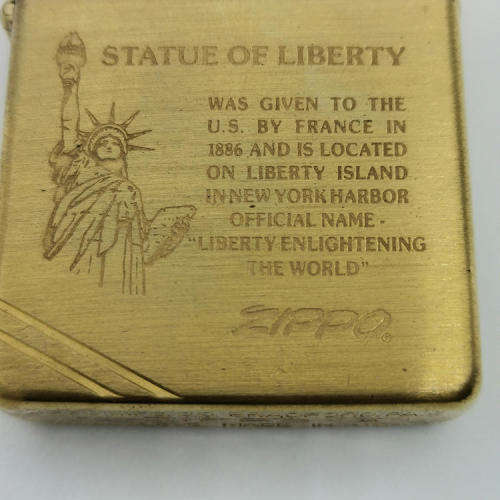 STATUE OF LIBERTY
WAS GIVEN TO THE
U.S. BY FRANCE IN
1886 AND IS LOCATED
ON LIBERTY ISLAND
IN NEW YORK HARBOR
OFFICIAL NAME -
"LIBERTY ENLIGHTENING
THE WORLD"
ZIPPO